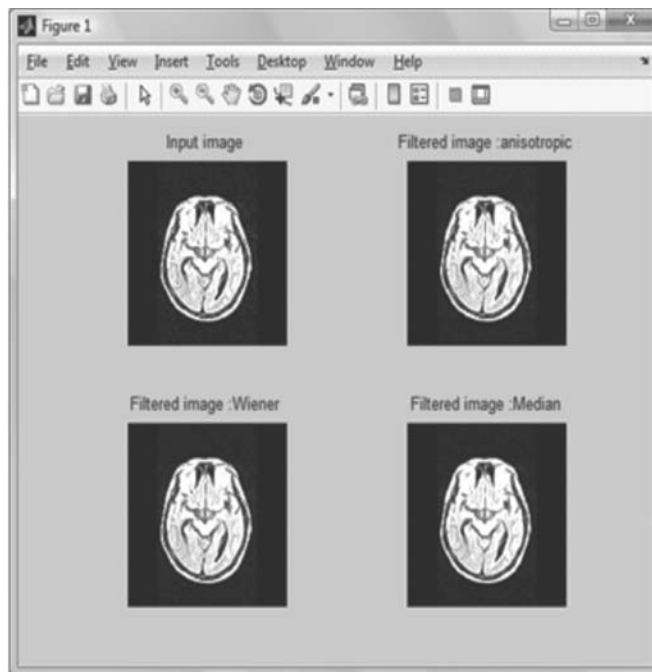 Figure 1
File Edit View Insert Tools Desktop Window Help
Input image
Filtered image :anisotropic
Filtered image :Wiener
Filtered image :Median